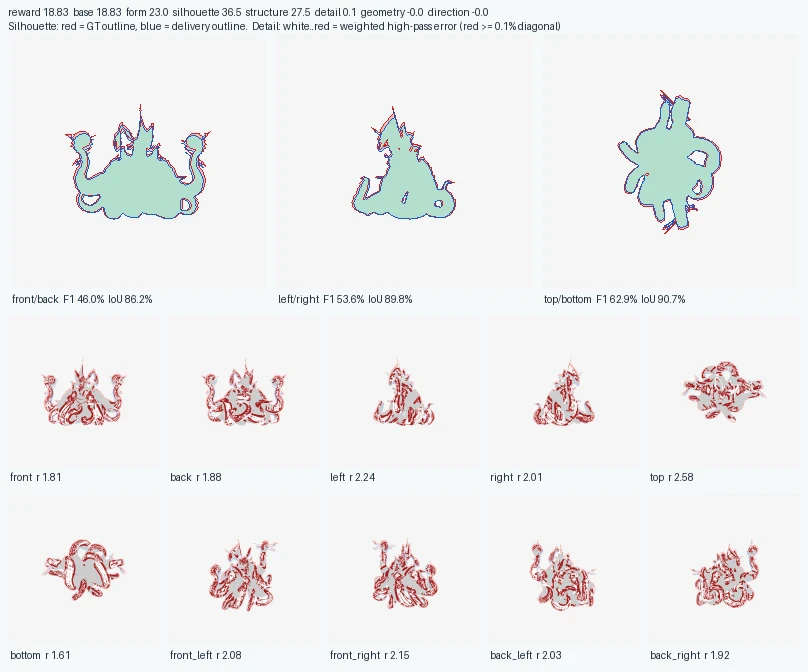 reward 18.83 base 18.83 form 23.0 silhouette 36.5 structure 27.5 detail 0.1 geometry -0.0 direction -0.0
Silhouette: red = GT outline, blue = delivery outline. Detail: white..red = weighted high-pass error (red >= 0.1% diagonal)
front/back F1 46.0% IoU 86.2%
left/right F1 53.6% IoU 89.8%
top/bottom F1 62.9% IoU 90.7%
front r 1.81
back r 1.88
left r 2.24
right r 2.01
top r 2.58
bottom r 1.61
front_left r 2.08
front_right r 2.15
back_left r 2.03
back_right r 1.92